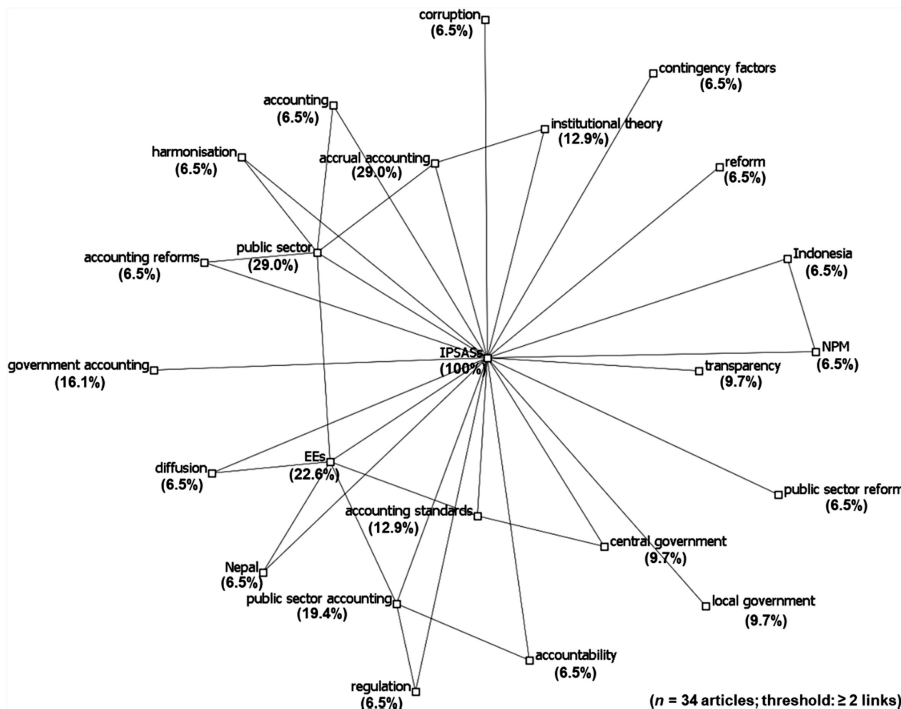 corruption
(6.5%)
contingency factors
(6.5%)
accounting
(6.5%)
institutional theory
(12.9%)
harmonisation
(6.5%)
accrual accounting
(29.0%)
reform
(6.5%)
public sector
(29.0%)
accounting reforms
(6.5%)
Indonesia
(6.5%)
IPSASs
(100%)
NPM
(6.5%)
government accounting
(16.1%)
transparency
(9.7%)
diffusion
(6.5%)
EEs
(22.6%)
public sector reform
(6.5%)
accounting standards
(12.9%)
central government
(9.7%)
Nepal
(6.5%)
public sector accounting
(19.4%)
local government
(9.7%)
accountability
(6.5%)
regulation
(6.5%)
(n = 34 articles; threshold: ≥ 2 links)